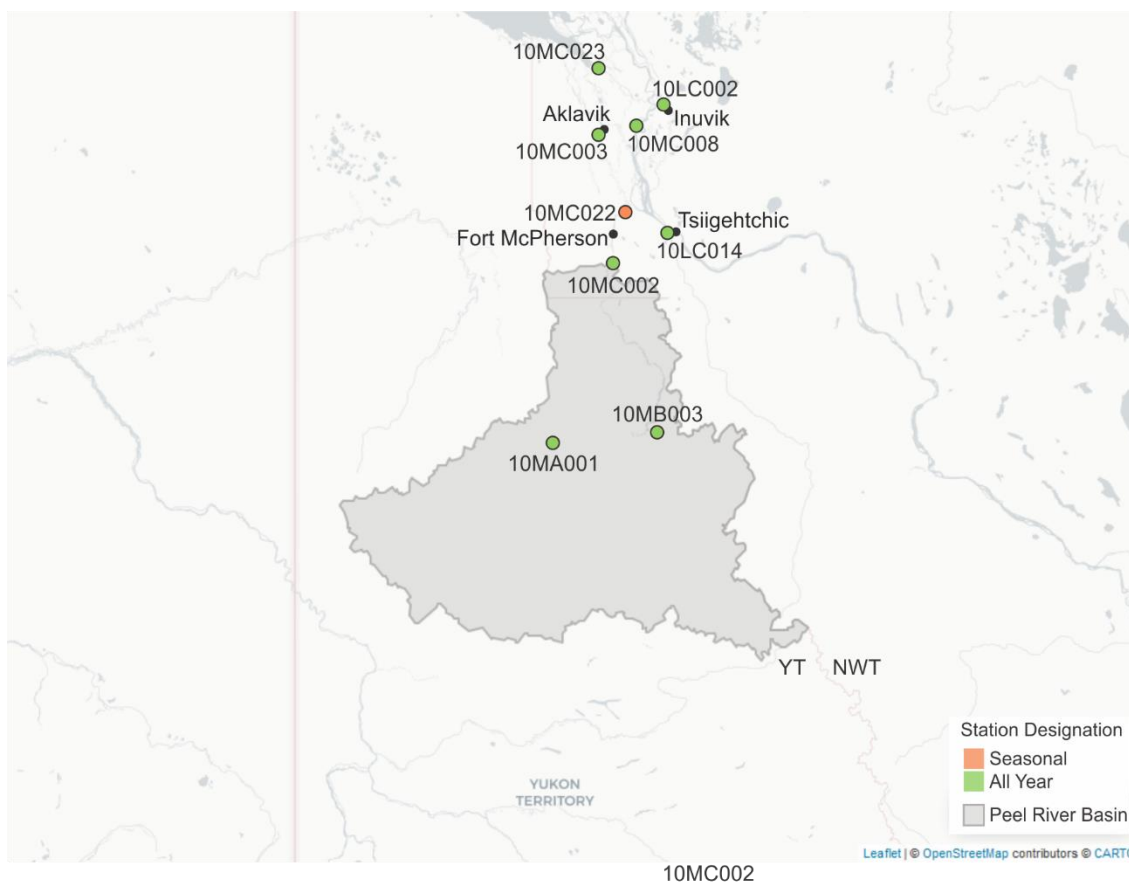 10MC023
10LC002
Aklavik
Inuvik
10MC003
10MC008
10MC022
Tsiigehtchic
Fort McPherson
10LC014
10MC002
10MB003
10MA001
YT NWT
Station Designation
Seasonal
All Year
Peel River Basin
YUKON
TERRITORY
Leaflet | © OpenStreetMap contributors © CARTO
10MC002